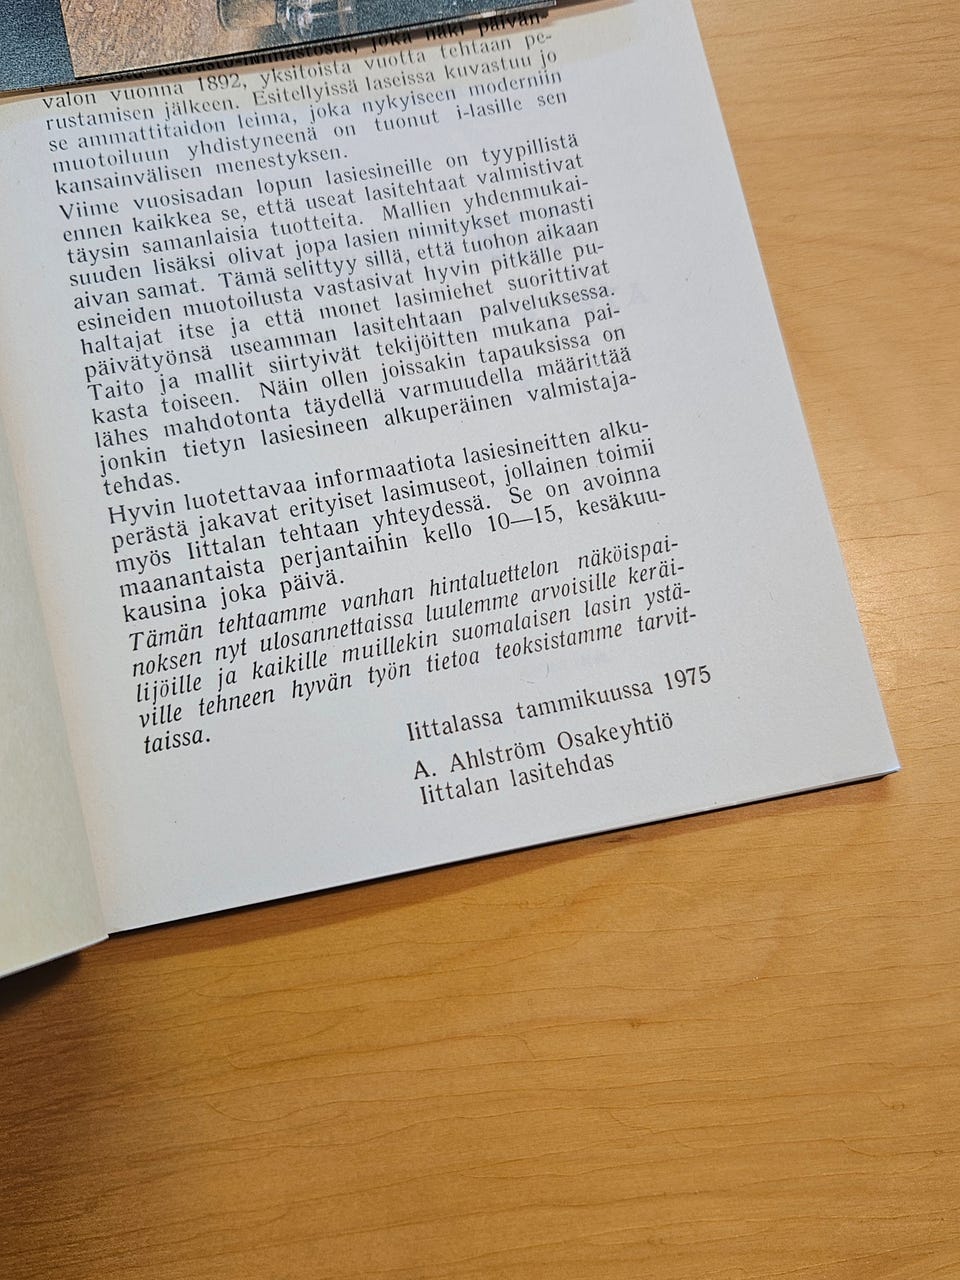 kuvasto-hinnastosta, joka näki päivän-
valon vuonna 1892, yksitoista vuotta tehtaan pe-
rustamisen jälkeen. Esitellyissä laseissa kuvastuu jo
se ammattitaidon leima, joka nykyiseen moderniin
muotoiluun yhdistyneenä on tuonut i-lasille sen
kansainvälisen menestyksen.
Viime vuosisadan lopun lasiesineille on tyypillistä
ennen kaikkea se, että useat lasitehtaat valmistivat
täysin samanlaisia tuotteita. Mallien yhdenmukai-
suuden lisäksi olivat jopa lasien nimitykset monasti
aivan samat. Tämä selittyy sillä, että tuohon aikaan
esineiden muotoilusta vastasivat hyvin pitkälle pu-
haltajat itse ja että monet lasimiehet suorittivat
päivätyönsä useamman lasitehtaan palveluksessa.
Taito ja mallit siirtyivät tekijöitten mukana pai-
kasta toiseen. Näin ollen joissakin tapauksissa on
lähes mahdotonta täydellä varmuudella määrittää
jonkin tietyn lasiesineen alkuperäinen valmistaja-
tehdas.
Hyvin luotettavaa informaatiota lasiesineitten alku-
perästä jakavat erityiset lasimuseot, jollainen toimii
myös Iittalan tehtaan yhteydessä. Se on avoinna
maanantaista perjantaihin kello 10—15, kesäkuu-
kausina joka päivä.
Tämän tehtaamme vanhan hintaluettelon näköispai-
noksen nyt ulosannettaissa luulemme arvoisille keräi-
lijöille ja kaikille muillekin suomalaisen lasin ystä-
ville tehneen hyvän työn tietoa teoksistamme tarvit-
taissa.
Iittalassa tammikuussa 1975
A. Ahlström Osakeyhtiö
Iittalan lasitehdas